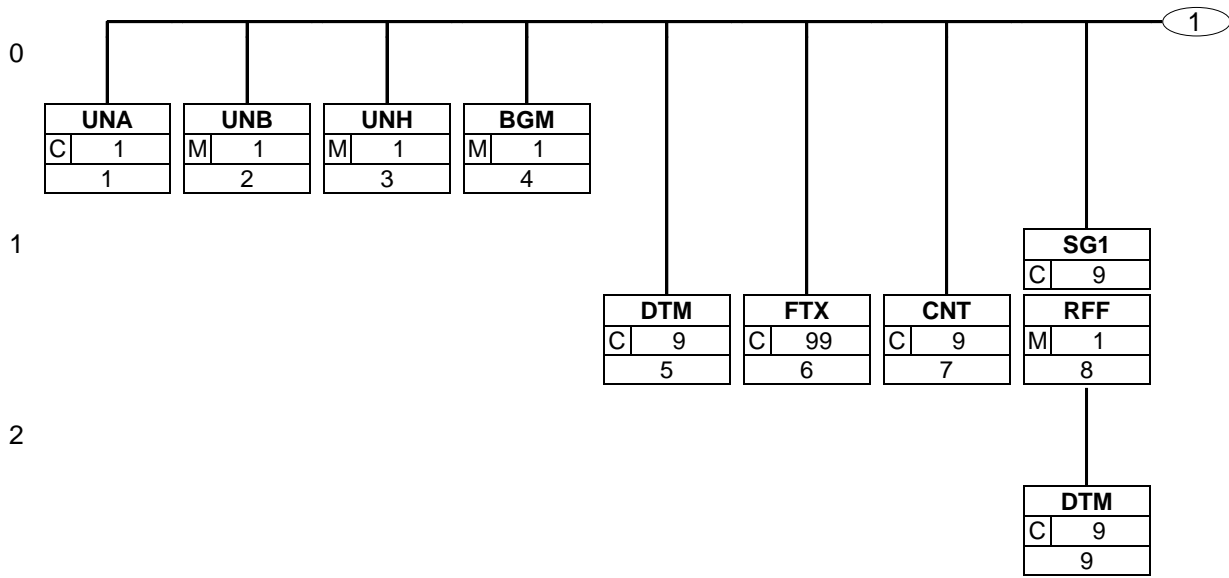 1
0
UNA UNB UNH BGM
C 1 M 1 M 1 M 1
1 2 3 4
1
SG1
C 9
DTM FTX CNT RFF
C 9 C 99 C 9 M 1
5 6 7 8
2
DTM
C 9
9